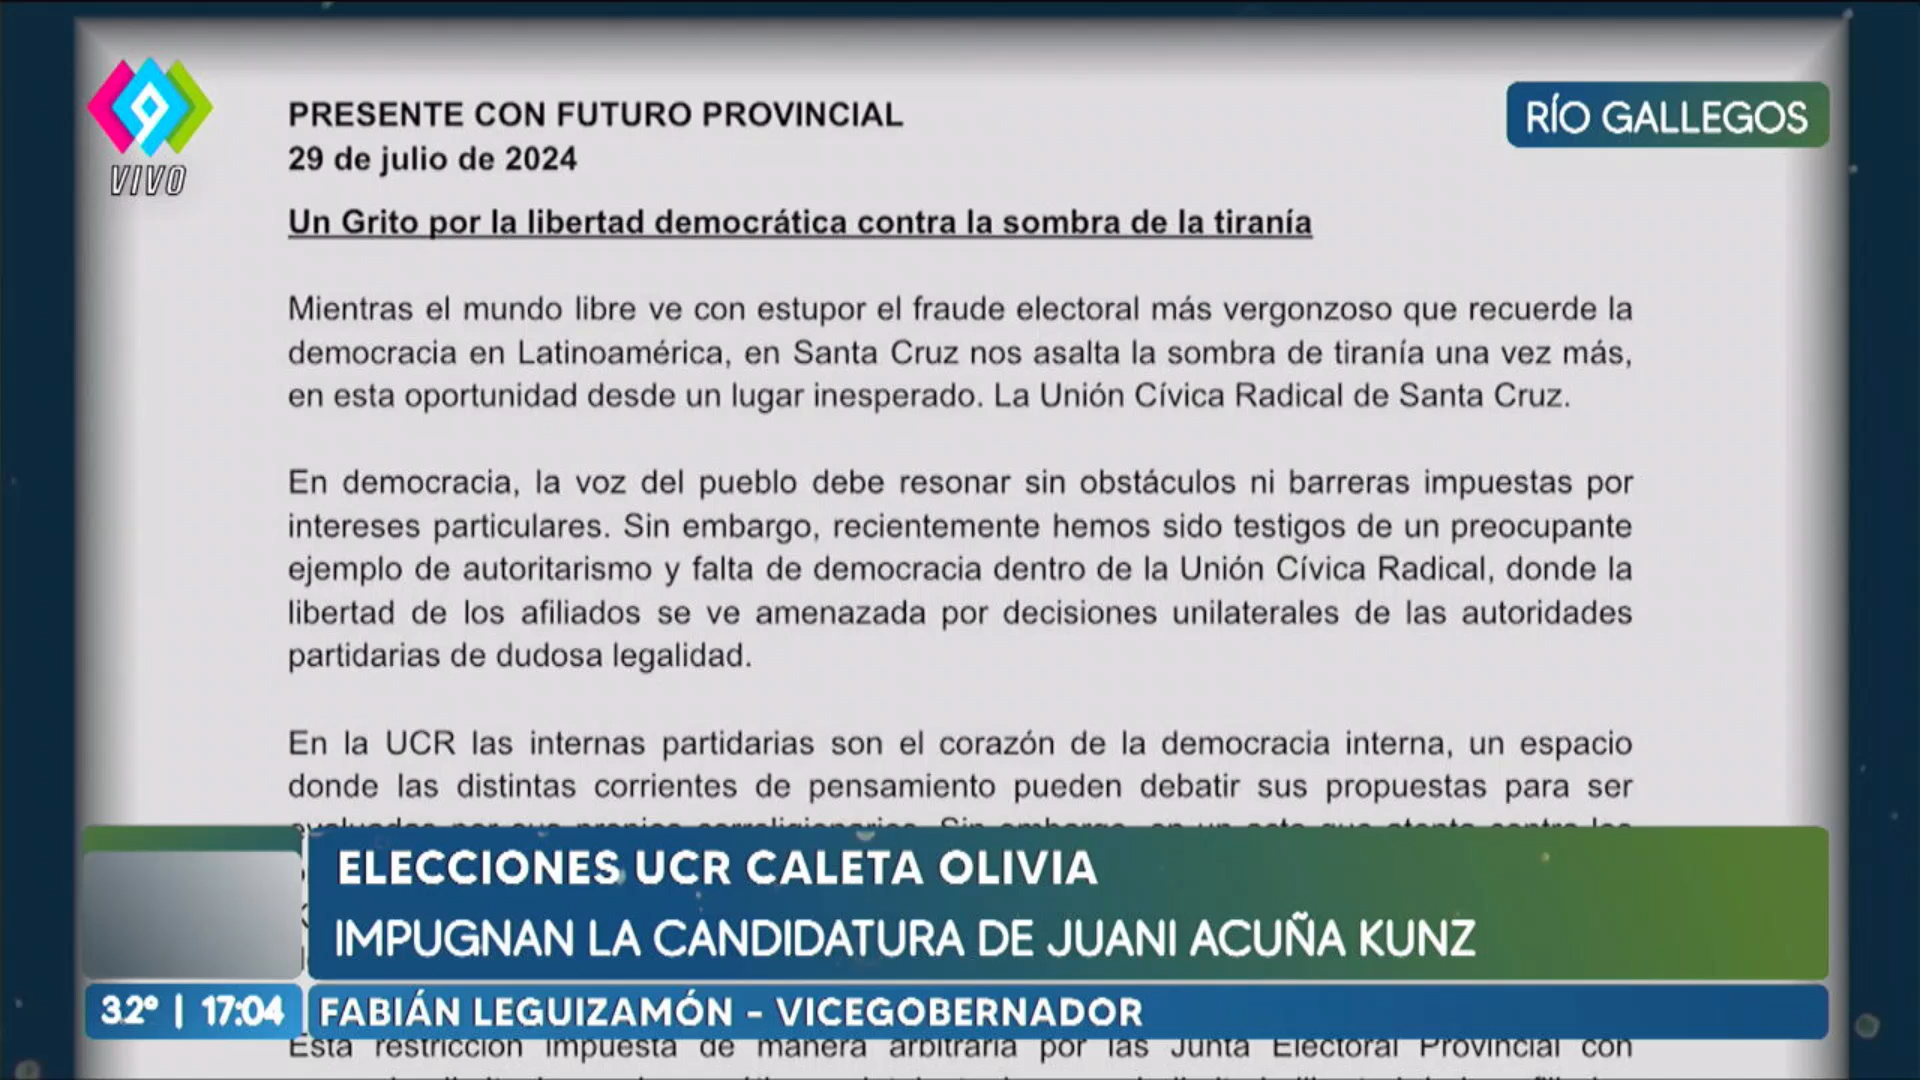 9
VIVO
RÍO GALLEGOS
PRESENTE CON FUTURO PROVINCIAL
29 de julio de 2024
Un Grito por la libertad democrática contra la sombra de la tiranía
Mientras el mundo libre ve con estupor el fraude electoral más vergonzoso que recuerde la
democracia en Latinoamérica, en Santa Cruz nos asalta la sombra de tiranía una vez más,
en esta oportunidad desde un lugar inesperado. La Unión Cívica Radical de Santa Cruz.
En democracia, la voz del pueblo debe resonar sin obstáculos ni barreras impuestas por
intereses particulares. Sin embargo, recientemente hemos sido testigos de un preocupante
ejemplo de autoritarismo y falta de democracia dentro de la Unión Cívica Radical, donde la
libertad de los afiliados se ve amenazada por decisiones unilaterales de las autoridades
partidarias de dudosa legalidad.
En la UCR las internas partidarias son el corazón de la democracia interna, un espacio
donde las distintas corrientes de pensamiento pueden debatir sus propuestas para ser
ELECCIONES UCR CALETA OLIVIA
IMPUGNAN LA CANDIDATURA DE JUANI ACUÑA KUNZ
3.2° | 17:04
FABIÁN LEGUIZAMÓN - VICEGOBERNADOR
Esta restricción impuesta de manera arbitraria por las Junta Electoral Provincial con